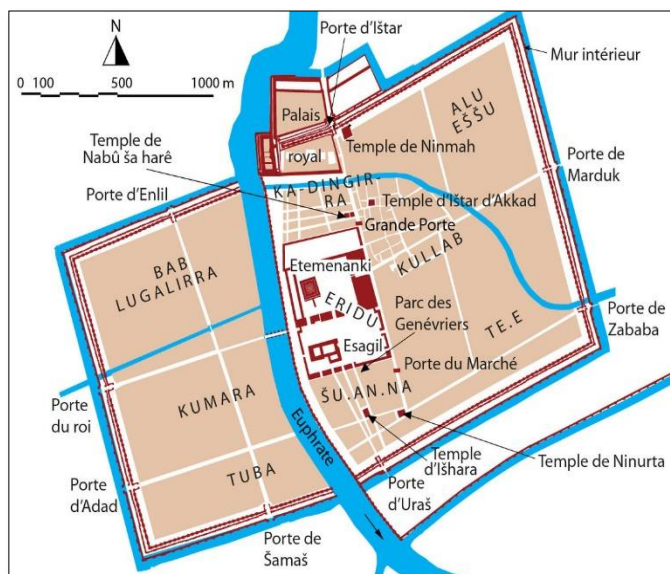 Porte d'Ištar
N
Mur intérieur
0 100 500 1000 m
ALU
EŠŠU
Palais
royal
Temple de
Nabû ša harê
Temple de Ninmah
Porte de
Marduk
Porte d'Enlil
KA-DINGIR-
RA
Temple d'Ištar d'Akkad
Grande Porte
BAB
LUGALIRRA
Etemenanki
KULLAB
ERIDU
Parc des
Genévriers
TE.E
Porte de
Zababa
Esagil
Porte du Marché
Porte
du roi
KUMARA
ŠU.AN.NA
Euphrate
Temple
d'Išhara
Temple de Ninurta
TUBA
Porte
d'Adad
Porte
d'Uraš
Porte de
Šamaš